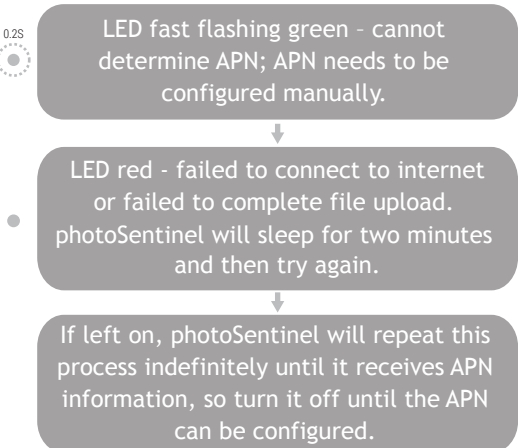 0.2S
LED fast flashing green – cannot
determine APN; APN needs to be
configured manually.
LED red - failed to connect to internet
or failed to complete file upload.
photoSentinel will sleep for two minutes
and then try again.
If left on, photoSentinel will repeat this
process indefinitely until it receives APN
information, so turn it off until the APN
can be configured.